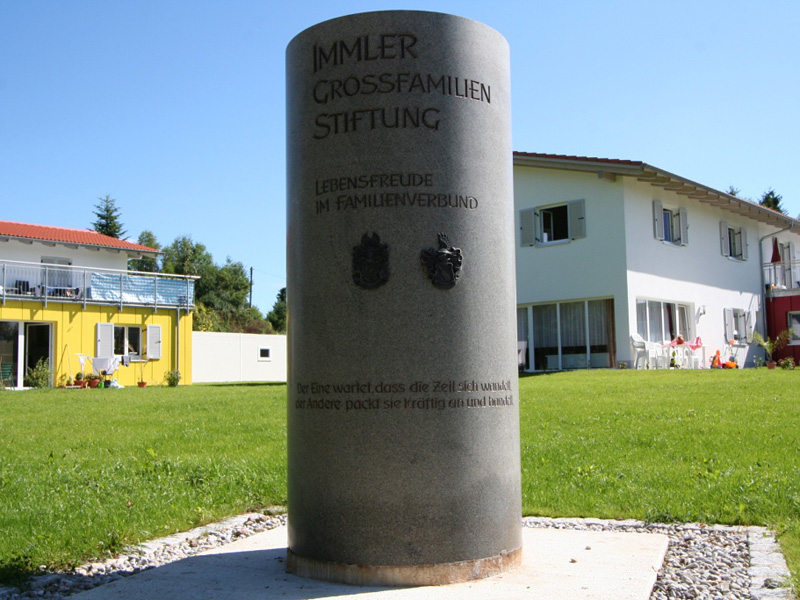 IMMLER
GROSSFAMILIEN
STIFTUNG
LEBENSFREUDE
IM FAMILIENVERBUND
Der Eine wartet, dass die Zeit sich wandelt
der Andere packt sie kräftig an und handelt